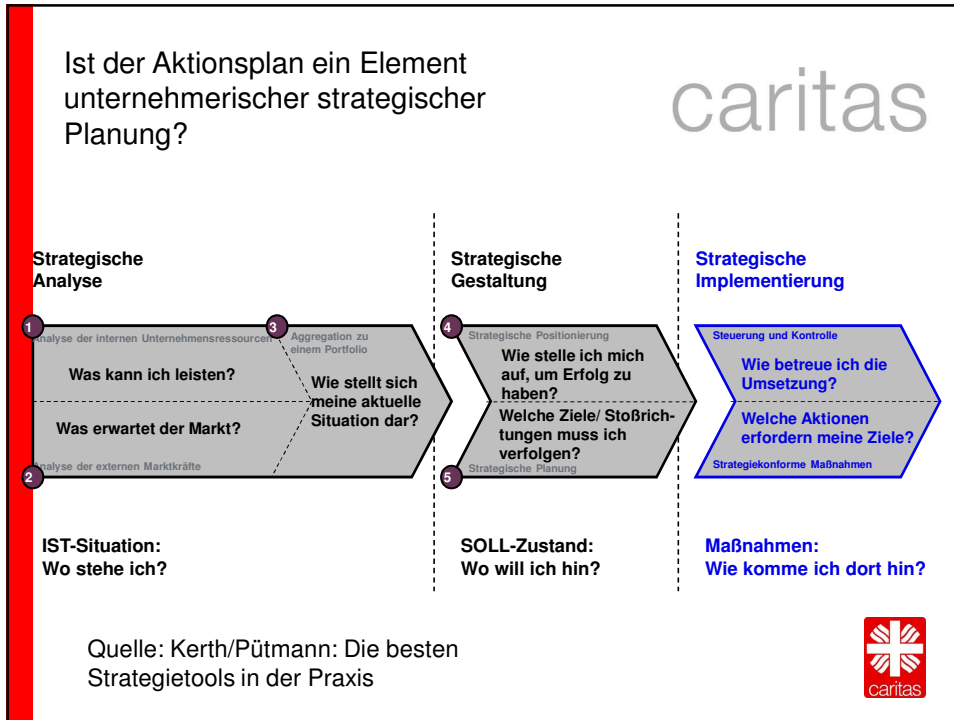 Ist der Aktionsplan ein Element
unternehmerischer strategischer
Planung?
caritas
Strategische
Analyse
Strategische
Gestaltung
Strategische
Implementierung
1
Analyse der internen Unternehmensressourcen
3
Aggregation zu
einem Portfolio
Was kann ich leisten?
Wie stellt sich
meine aktuelle
Situation dar?
Was erwartet der Markt?
Analyse der externen Marktkräfte
2
4
Strategische Positionierung
Wie stelle ich mich
auf, um Erfolg zu
haben?
Welche Ziele/ Stoßrich-
tungen muss ich
verfolgen?
Strategische Planung
5
Steuerung und Kontrolle
Wie betreue ich die
Umsetzung?
Welche Aktionen
erfordern meine Ziele?
Strategiekonforme Maßnahmen
IST-Situation:
Wo stehe ich?
SOLL-Zustand:
Wo will ich hin?
Maßnahmen:
Wie komme ich dort hin?
Quelle: Kerth/Pütmann: Die besten
Strategietools in der Praxis
caritas